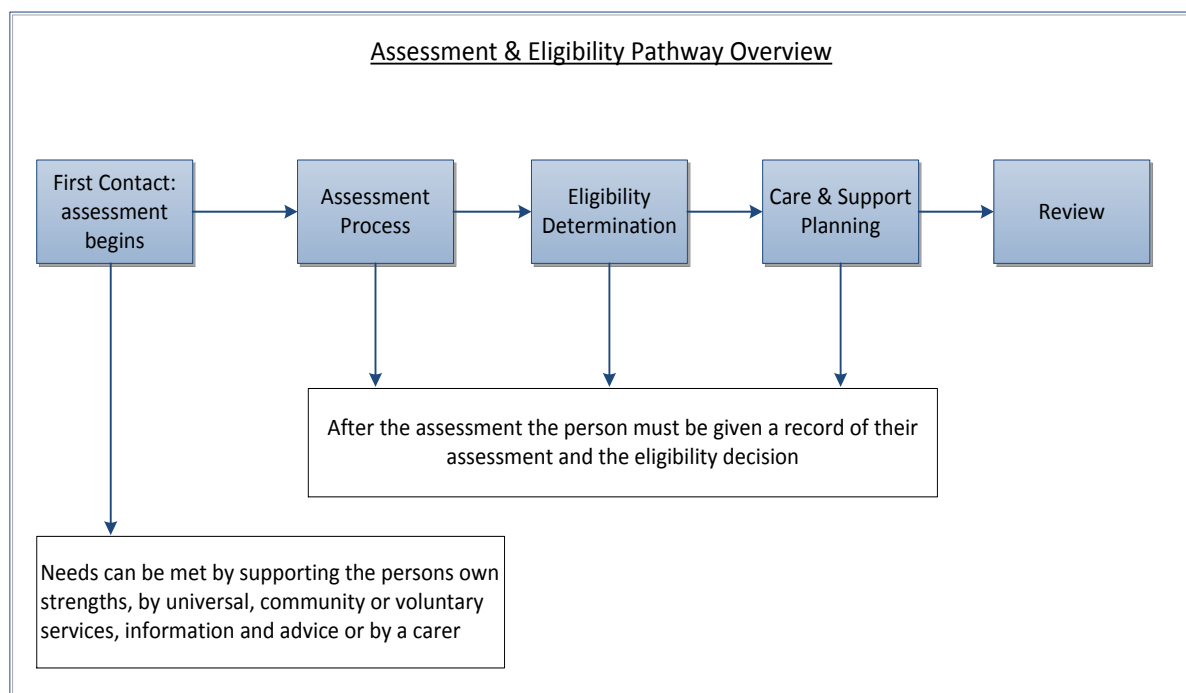 Assessment & Eligibility Pathway Overview
First Contact:
assessment
begins
Assessment
Process
Eligibility
Determination
Care & Support
Planning
Review
After the assessment the person must be given a record of their
assessment and the eligibility decision
Needs can be met by supporting the persons own
strengths, by universal, community or voluntary
services, information and advice or by a carer